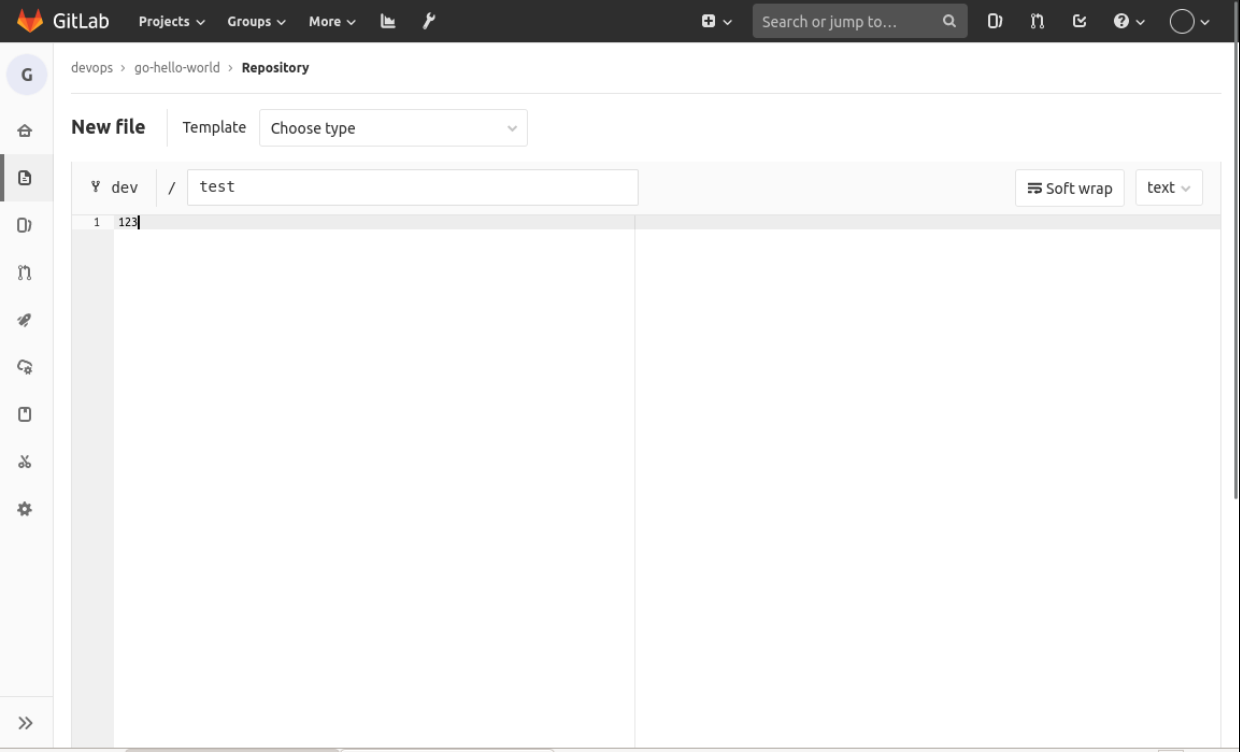 GitLab Projects Groups More Search or jump to...
G devops › go-hello-world › Repository
New file Template Choose type
dev / test Soft wrap text
1 123